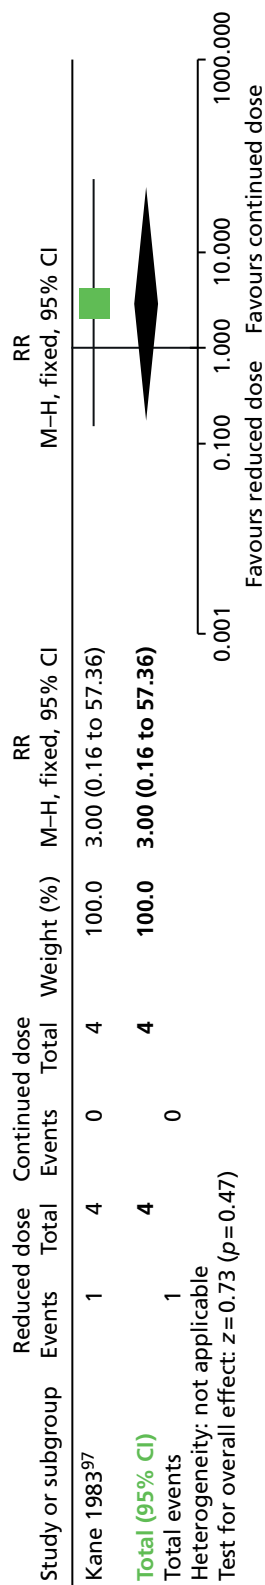 Reduced dose Continued dose RR RR
Study or subgroup Events Total Events Total Weight (%) M–H, fixed, 95% CI M–H, fixed, 95% CI
Kane 1983⁹⁷ 1 4 0 4 100.0 3.00 (0.16 to 57.36)
Total (95% CI) 4 4 100.0 3.00 (0.16 to 57.36)
Total events 1 0
Heterogeneity: not applicable
Test for overall effect: z=0.73 (p=0.47)
0.001 0.100 1.000 10.000 1000.000
Favours reduced dose Favours continued dose